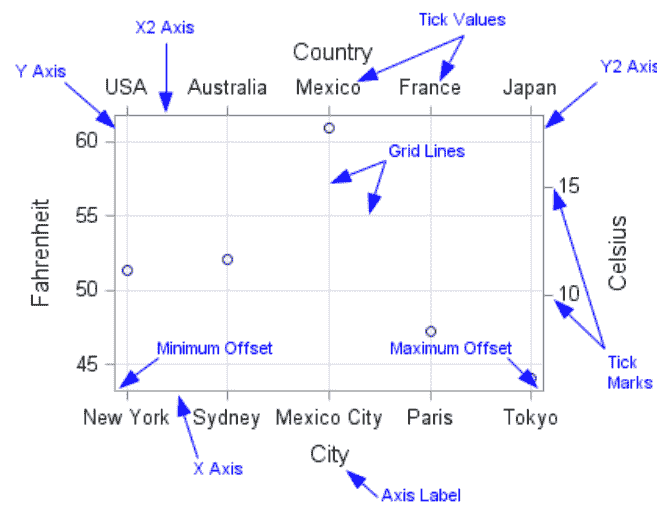 X2 Axis
Tick Values
Country
Y Axis
Y2 Axis
USA Australia Mexico France Japan
60
Grid Lines
15
55
Fahrenheit
Celsius
50
10
Minimum Offset
Maximum Offset
45
Tick
Marks
New York Sydney Mexico City Paris Tokyo
City
X Axis
Axis Label